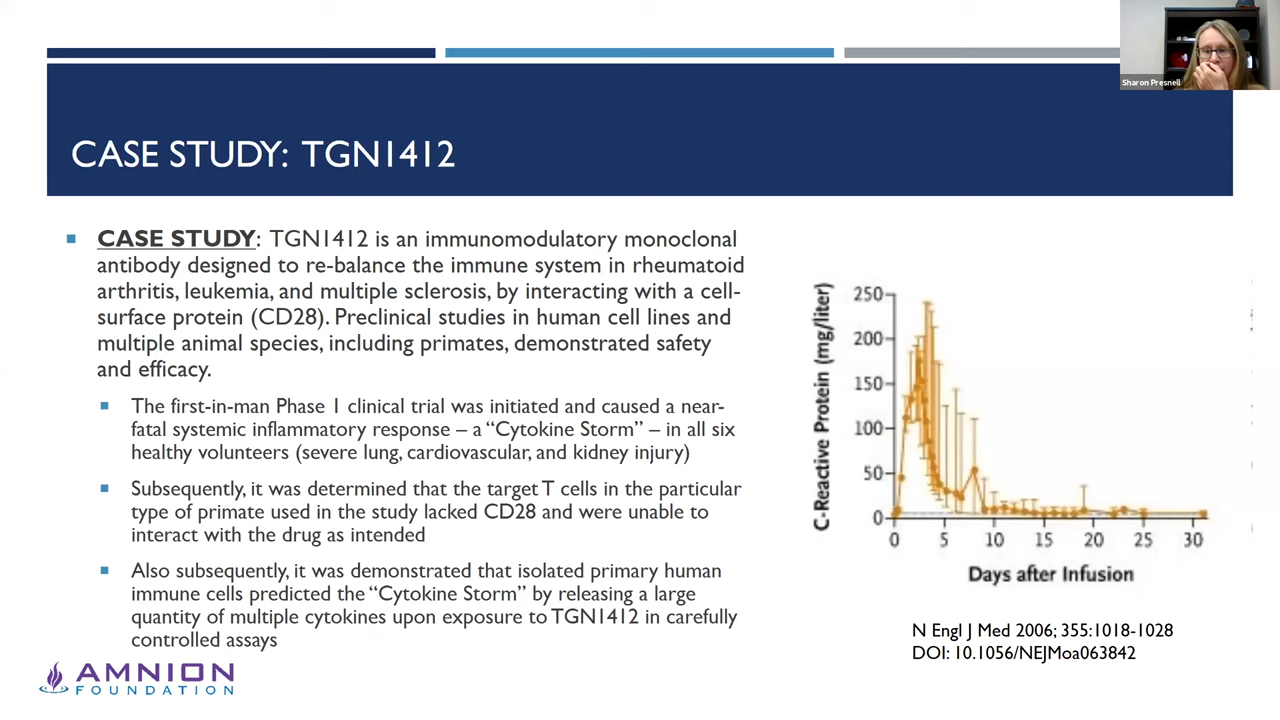 Sharon Presnell
CASE STUDY: TGN1412
CASE STUDY: TGN1412 is an immunomodulatory monoclonal
antibody designed to re-balance the immune system in rheumatoid
arthritis, leukemia, and multiple sclerosis, by interacting with a cell-
surface protein (CD28). Preclinical studies in human cell lines and
multiple animal species, including primates, demonstrated safety
and efficacy.
The first-in-man Phase 1 clinical trial was initiated and caused a near-
fatal systemic inflammatory response – a “Cytokine Storm” – in all six
healthy volunteers (severe lung, cardiovascular, and kidney injury)
Subsequently, it was determined that the target T cells in the particular
type of primate used in the study lacked CD28 and were unable to
interact with the drug as intended
Also subsequently, it was demonstrated that isolated primary human
immune cells predicted the “Cytokine Storm” by releasing a large
quantity of multiple cytokines upon exposure to TGN1412 in carefully
controlled assays
C-Reactive Protein (mg/liter)
250
200
150
100
50
0
0 5 10 15 20 25 30
Days after Infusion
N Engl J Med 2006; 355:1018-1028
DOI: 10.1056/NEJMoa063842
AMNION
FOUNDATION